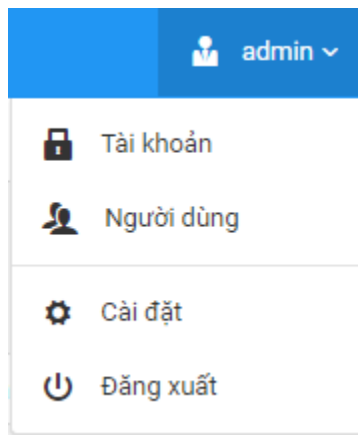 admin
Tài khoản
Người dùng
Cài đặt
Đăng xuất